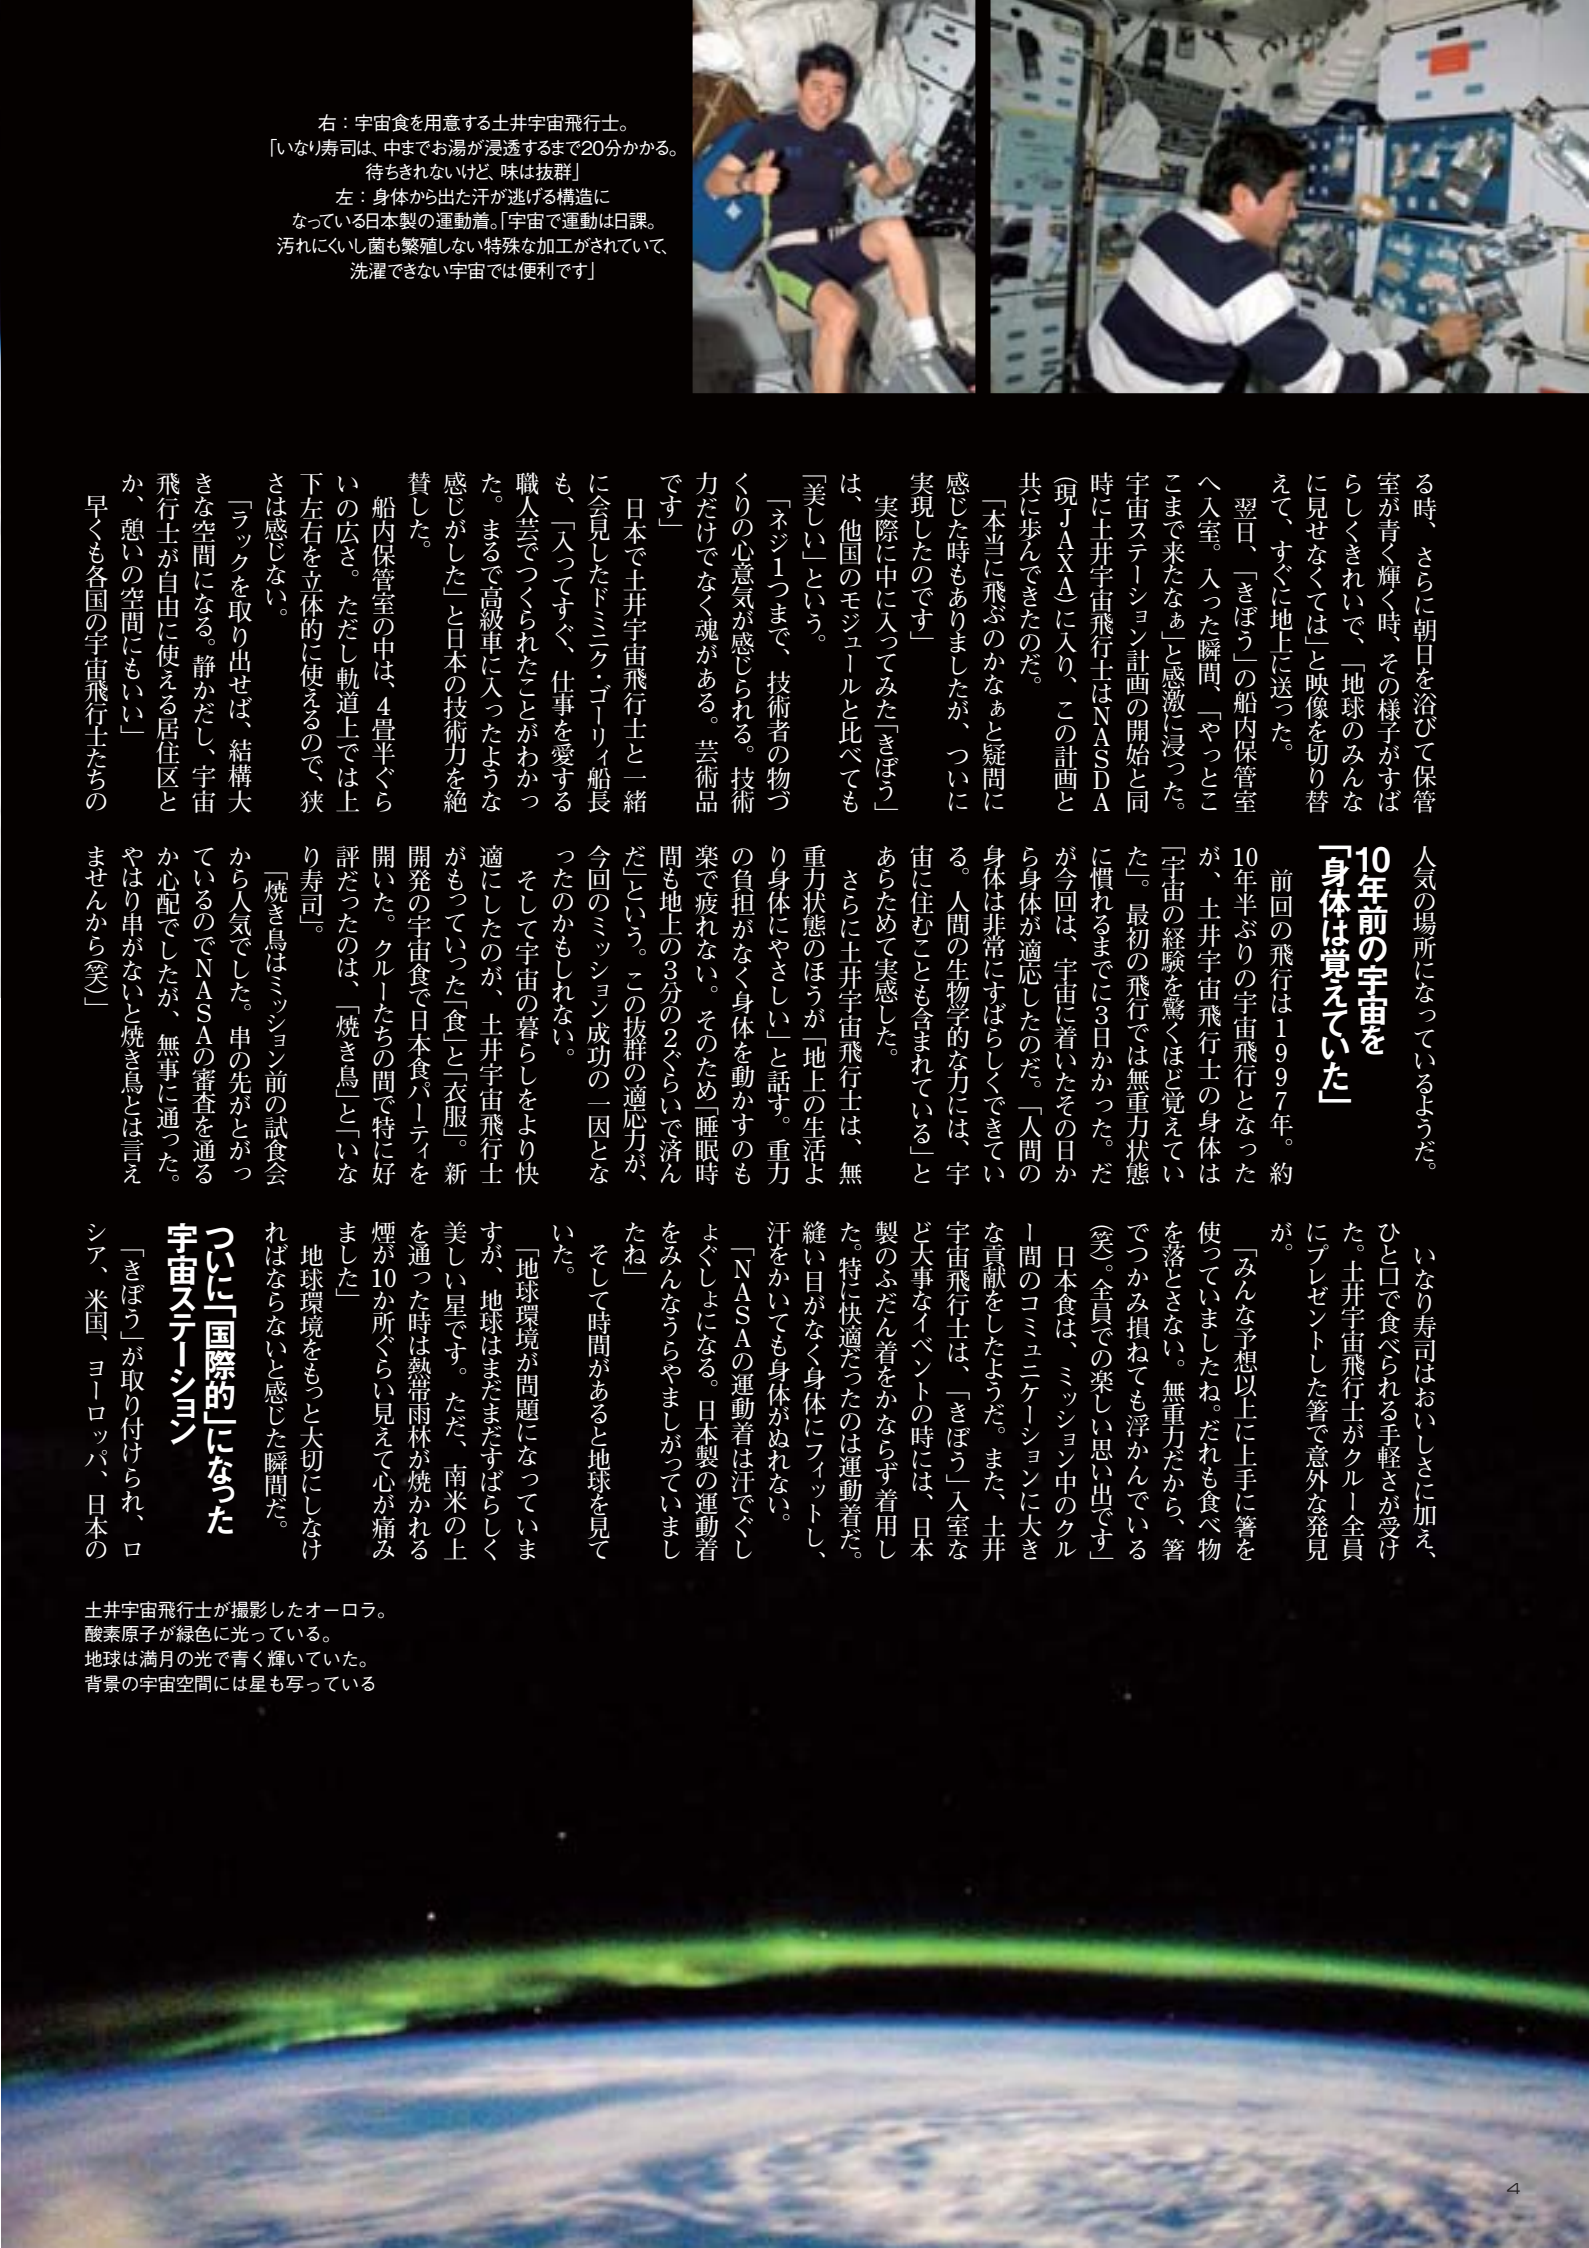 右：宇宙食を用意する土井宇宙飛行士。
「いなり寿司は、中までお湯が浸透するまで20分かかる。
待ちきれないけど、味は抜群」
左：身体から出た汗が逃げる構造に
なっている日本製の運動着。「宇宙で運動は日課。
汚れにくいし菌も繁殖しない特殊な加工がされていて、
洗濯できない宇宙では便利です」
る時、さらに朝日を浴びて保管
室が青く輝く時、その様子がすば
らしくきれいで、「地球のみんな
に見せなくては」と映像を切り替
えて、すぐに地上に送った。
翌日、「きぼう」の船内保管室
へ入室。入った瞬間、「やっとこ
こまで来たなぁ」と感激に浸った。
宇宙ステーション計画の開始と同
時に土井宇宙飛行士はNASDA
(現JAXA)に入り、この計画と
共に歩んできたのだ。
「本当に飛ぶのかなぁと疑問に
感じた時もありましたが、ついに
実現したのです」
実際に中に入ってみた「きぼう」
は、他国のモジュールと比べても
「美しい」という。
「ネジ1つまで、技術者の物づ
くりの心意気が感じられる。技術
力だけでなく魂がある。芸術品
です」
日本で土井宇宙飛行士と一緒
に会見したドミニク・ゴーリィ船長
も、「入ってすぐ、仕事を愛する
職人芸でつくられたことがわかっ
た。まるで高級車に入ったような
感じがした」と日本の技術力を絶
賛した。
船内保管室の中は、4畳半ぐら
いの広さ。ただし軌道上では上
下左右を立体的に使えるので、狭
さは感じない。
「ラックを取り出せば、結構大
きな空間になる。静かだし、宇宙
飛行士が自由に使える居住区と
か、憩いの空間にもいい」
早くも各国の宇宙飛行士たちの
人気の場所になっているようだ。
10年前の宇宙を
「身体は覚えていた」
前回の飛行は1997年。約
10年半ぶりの宇宙飛行となった
が、土井宇宙飛行士の身体は
「宇宙の経験を驚くほど覚えてい
た」。最初の飛行では無重力状態
に慣れるまでに3日かかった。だ
が今回は、宇宙に着いたその日か
ら身体が適応したのだ。「人間の
身体は非常にすばらしくできてい
る。人間の生物学的な力には、宇
宙に住むことも含まれている」と
あらためて実感した。
さらに土井宇宙飛行士は、無
重力状態のほうが「地上の生活よ
り身体にやさしい」と話す。重力
の負担がなく身体を動かすのも
楽で疲れない。そのため「睡眠時
間も地上の3分の2ぐらいで済ん
だ」という。この抜群の適応力が、
今回のミッション成功の一因とな
ったのかもしれない。
そして宇宙の暮らしをより快
適にしたのが、土井宇宙飛行士
がもっていった「食」と「衣服」。新
開発の宇宙食で日本食パーティを
開いた。クルーたちの間で特に好
評だったのは、「焼き鳥」と「いな
り寿司」。
「焼き鳥はミッション前の試食会
から人気でした。串の先がとがっ
ているのでNASAの審査を通る
か心配でしたが、無事に通った。
やはり串がないと焼き鳥とは言え
ませんから(笑)」
いなり寿司はおいしさに加え、
ひと口で食べられる手軽さが受け
た。土井宇宙飛行士がクルー全員
にプレゼントした箸で意外な発見
が。
「みんな予想以上に上手に箸を
使っていましたね。だれも食べ物
を落とさない。無重力だから、箸
でつかみ損ねても浮かんでいる
(笑)。全員での楽しい思い出です」
日本食は、ミッション中のクル
ー間のコミュニケーションに大き
な貢献をしたようだ。また、土井
宇宙飛行士は、「きぼう」入室な
ど大事なイベントの時には、日本
製のふだん着をかならず着用し
た。特に快適だったのは運動着だ。
縫い目がなく身体にフィットし、
汗をかいても身体がぬれない。
「NASAの運動着は汗でぐし
ょぐしょになる。日本製の運動着
をみんなうらやましがっていまし
たね」
そして時間があると地球を見て
いた。
「地球環境が問題になっていま
すが、地球はまだまだすばらしく
美しい星です。ただ、南米の上
を通った時は熱帯雨林が焼かれる
煙が10か所ぐらい見えて心が痛み
ました」
地球環境をもっと大切にしなけ
ればならないと感じた瞬間だ。
ついに「国際的」になった
宇宙ステーション
「きぼう」が取り付けられ、ロ
シア、米国、ヨーロッパ、日本の
土井宇宙飛行士が撮影したオーロラ。
酸素原子が緑色に光っている。
地球は満月の光で青く輝いていた。
背景の宇宙空間には星も写っている
4